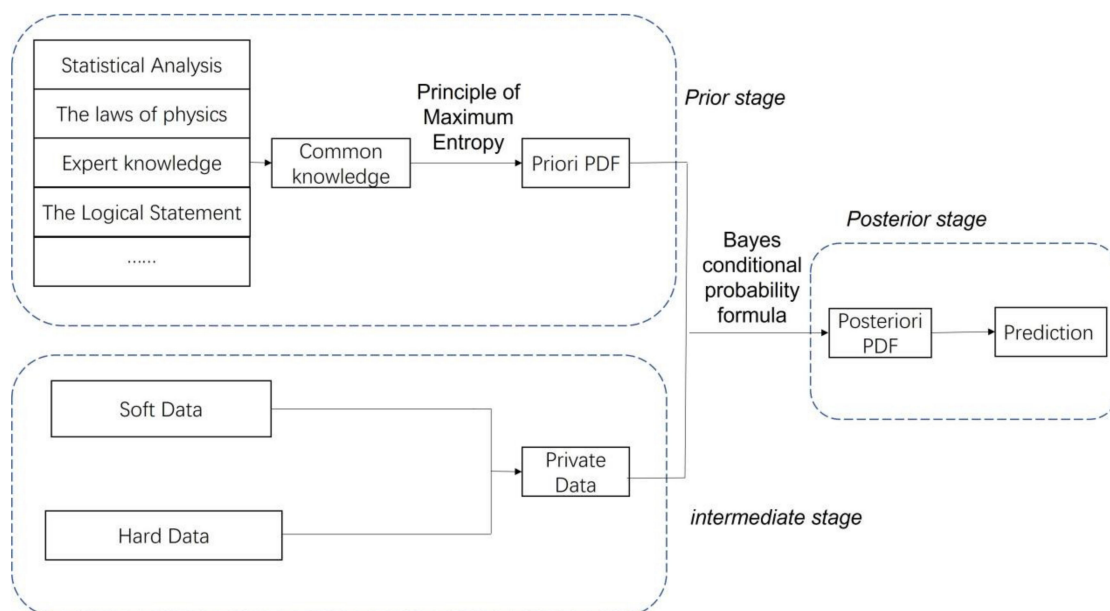 Statistical Analysis
The laws of physics
Expert knowledge
The Logical Statement
……
Common
knowledge
Principle of
Maximum
Entropy
Priori PDF
Prior stage
Soft Data
Hard Data
Private
Data
intermediate stage
Bayes
conditional
probability
formula
Posterior stage
Posteriori
PDF
Prediction